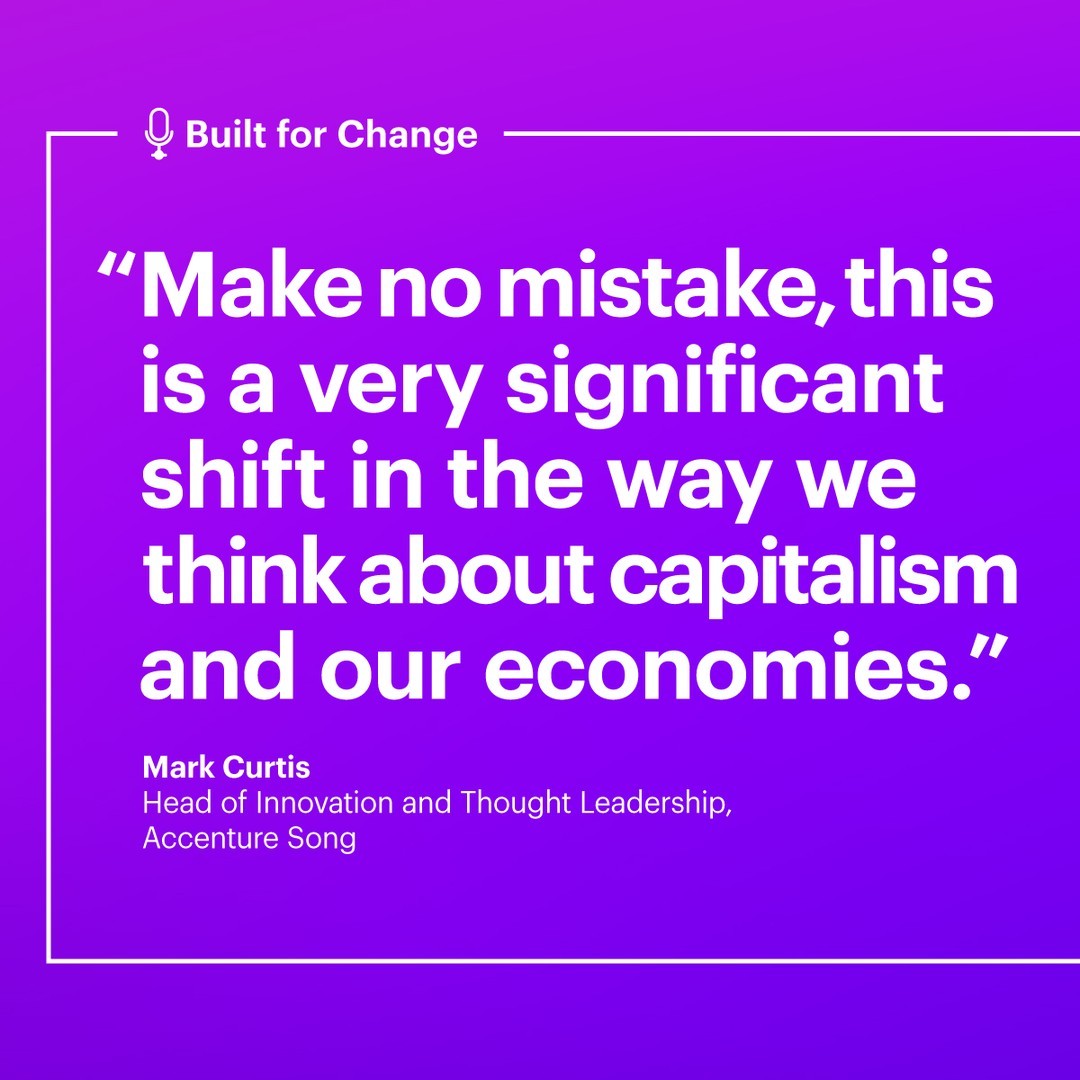 Built for Change
“Make no mistake, this
is a very significant
shift in the way we
think about capitalism
and our economies.”
Mark Curtis
Head of Innovation and Thought Leadership,
Accenture Song